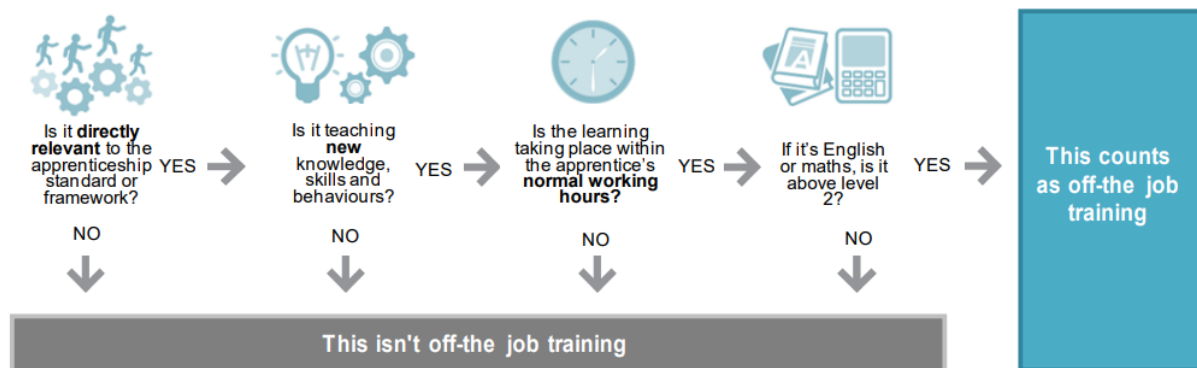 Is it directly
relevant to the
apprenticeship
standard or
framework?
YES
Is it teaching
new
knowledge,
skills and
behaviours?
YES
Is the learning
taking place within
the apprentice's
normal working
hours?
YES
If it's English
or maths, is it
above level
2?
YES
This counts
as off-the job
training
NO
NO
NO
NO
This isn't off-the job training
A